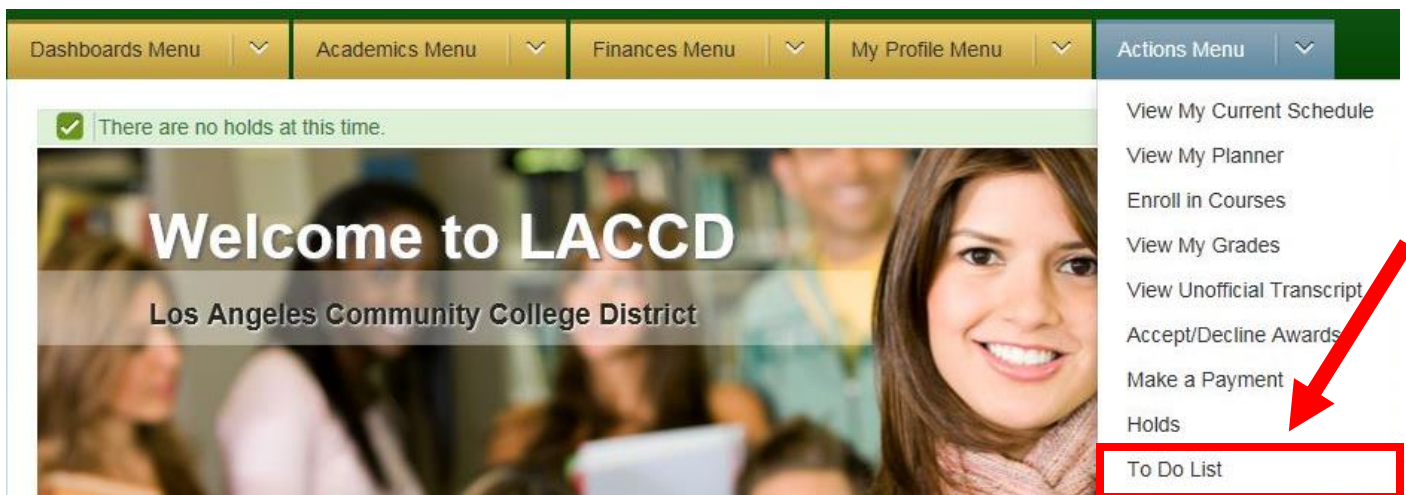 Dashboards Menu
Academics Menu
Finances Menu
My Profile Menu
Actions Menu
There are no holds at this time.
Welcome to LACCD
Los Angeles Community College District
View My Current Schedule
View My Planner
Enroll in Courses
View My Grades
View Unofficial Transcript
Accept/Decline Awards
Make a Payment
Holds
To Do List